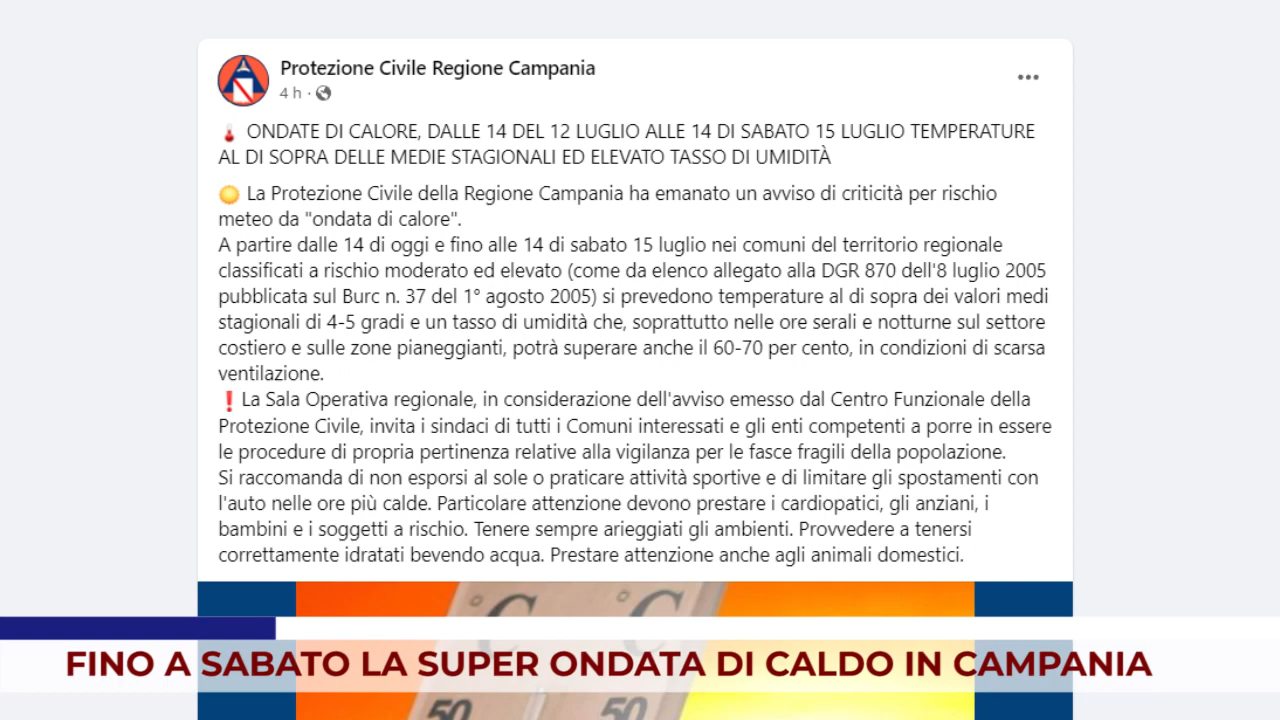 Protezione Civile Regione Campania
4 h ·
ONDATE DI CALORE, DALLE 14 DEL 12 LUGLIO ALLE 14 DI SABATO 15 LUGLIO TEMPERATURE
AL DI SOPRA DELLE MEDIE STAGIONALI ED ELEVATO TASSO DI UMIDITÀ
La Protezione Civile della Regione Campania ha emanato un avviso di criticità per rischio
meteo da "ondata di calore".
A partire dalle 14 di oggi e fino alle 14 di sabato 15 luglio nei comuni del territorio regionale
classificati a rischio moderato ed elevato (come da elenco allegato alla DGR 870 dell'8 luglio 2005
pubblicata sul Burc n. 37 del 1° agosto 2005) si prevedono temperature al di sopra dei valori medi
stagionali di 4-5 gradi e un tasso di umidità che, soprattutto nelle ore serali e notturne sul settore
costiero e sulle zone pianeggianti, potrà superare anche il 60-70 per cento, in condizioni di scarsa
ventilazione.
❗La Sala Operativa regionale, in considerazione dell'avviso emesso dal Centro Funzionale della
Protezione Civile, invita i sindaci di tutti i Comuni interessati e gli enti competenti a porre in essere
le procedure di propria pertinenza relative alla vigilanza per le fasce fragili della popolazione.
Si raccomanda di non esporsi al sole o praticare attività sportive e di limitare gli spostamenti con
l'auto nelle ore più calde. Particolare attenzione devono prestare i cardiopatici, gli anziani, i
bambini e i soggetti a rischio. Tenere sempre arieggiati gli ambienti. Provvedere a tenersi
correttamente idratati bevendo acqua. Prestare attenzione anche agli animali domestici.
°C °C
FINO A SABATO LA SUPER ONDATA DI CALDO IN CAMPANIA
50 50